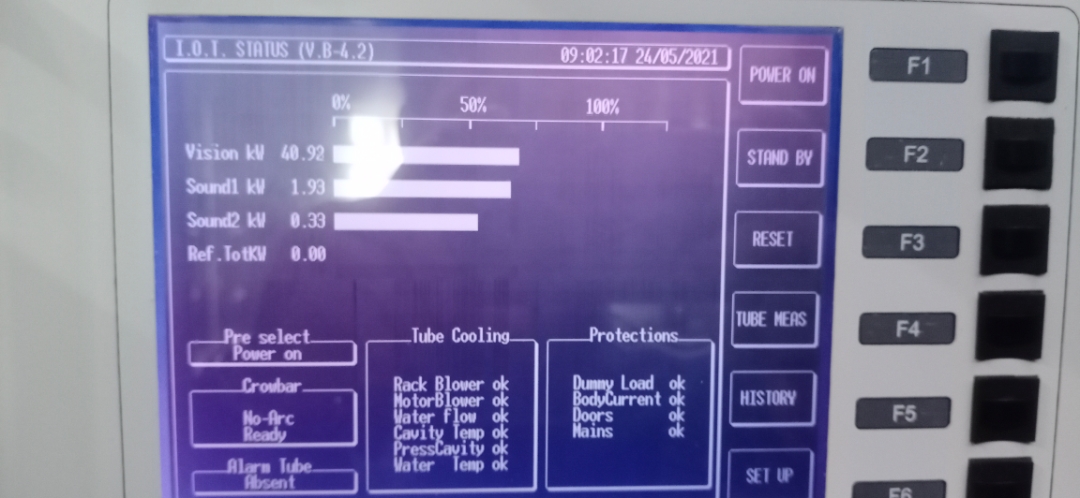 I.O.T. STATUS (V.B-4.2) 09:02:17 24/05/2021
0% 50% 100%
Vision kW 40.92
Sound1 kW 1.93
Sound2 kW 0.33
Ref.TotKW 0.00
Pre select
Power on
Crowbar
No-Arc
Ready
Alarm Tube
Absent
Tube Cooling
Rack Blower ok
MotorBlower ok
Water flow ok
Cavity Temp ok
PressCavity ok
Water Temp ok
Protections
Dummy Load ok
BodyCurrent ok
Doors ok
Mains ok
POWER ON
STAND BY
RESET
TUBE MEAS
HISTORY
SET UP
F1
F2
F3
F4
F5
F6